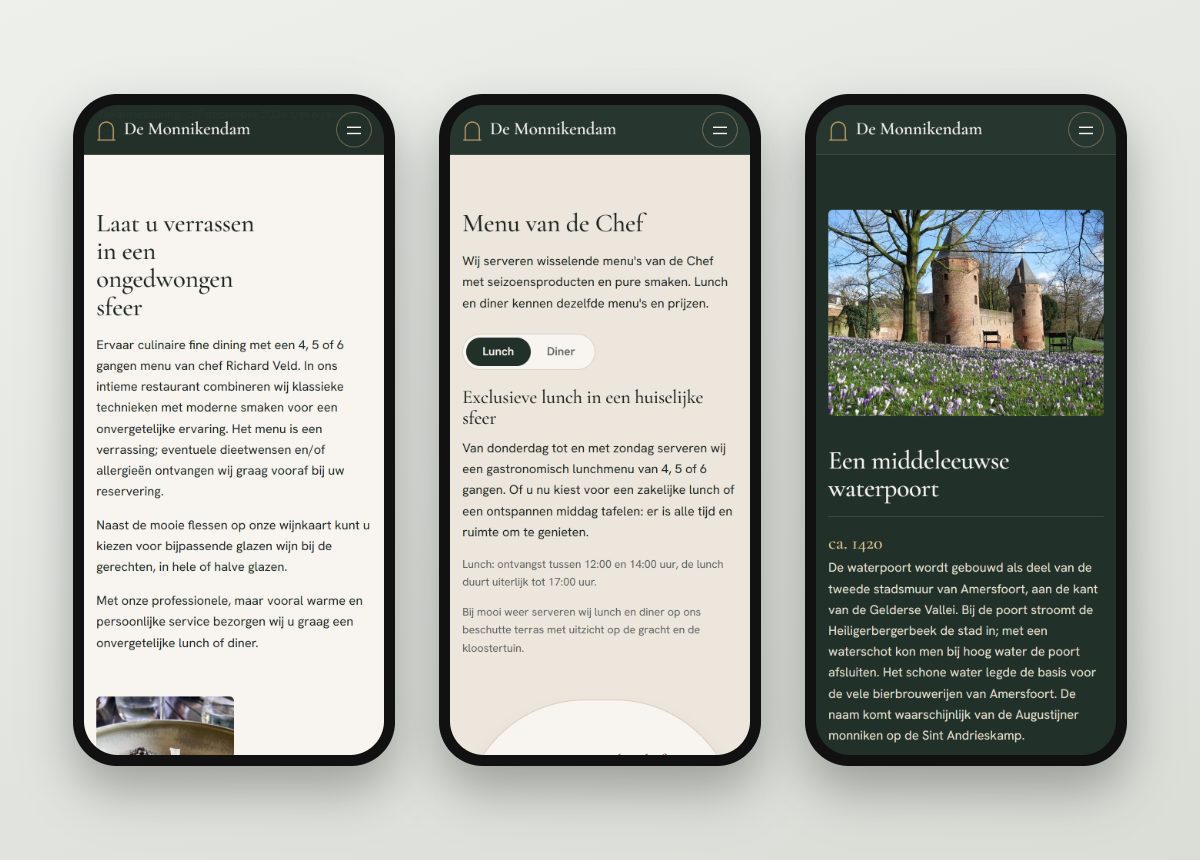 De Monnikendam
Laat u verrassen
in een
ongedwongen
sfeer
Ervaar culinaire fine dining met een 4, 5 of 6
gangen menu van chef Richard Veld. In ons
intieme restaurant combineren wij klassieke
technieken met moderne smaken voor een
onvergetelijke ervaring. Het menu is een
verrassing; eventuele dieetwensen en/of
allergieën ontvangen wij graag vooraf bij uw
reservering.
Naast de mooie flessen op onze wijnkaart kunt u
kiezen voor bijpassende glazen wijn bij de
gerechten, in hele of halve glazen.
Met onze professionele, maar vooral warme en
persoonlijke service bezorgen wij u graag een
onvergetelijke lunch of diner.
De Monnikendam
Menu van de Chef
Wij serveren wisselende menu's van de Chef
met seizoensproducten en pure smaken. Lunch
en diner kennen dezelfde menu's en prijzen.
Lunch Diner
Exclusieve lunch in een huiselijke
sfeer
Van donderdag tot en met zondag serveren wij
een gastronomisch lunchmenu van 4, 5 of 6
gangen. Of u nu kiest voor een zakelijke lunch of
een ontspannen middag tafelen: er is alle tijd en
ruimte om te genieten.
Lunch: ontvangst tussen 12:00 en 14:00 uur, de lunch
duurt uiterlijk tot 17:00 uur.
Bij mooi weer serveren wij lunch en diner op ons
beschutte terras met uitzicht op de gracht en de
kloostertuin.
De Monnikendam
Een middeleeuwse
waterpoort
ca. 1420
De waterpoort wordt gebouwd als deel van de
tweede stadsmuur van Amersfoort, aan de kant
van de Gelderse Vallei. Bij de poort stroomt de
Heiligerbergerbeek de stad in; met een
waterschot kon men bij hoog water de poort
afsluiten. Het schone water legde de basis voor
de vele bierbrouwerijen van Amersfoort. De
naam komt waarschijnlijk van de Augustijner
monniken op de Sint Andrieskamp.